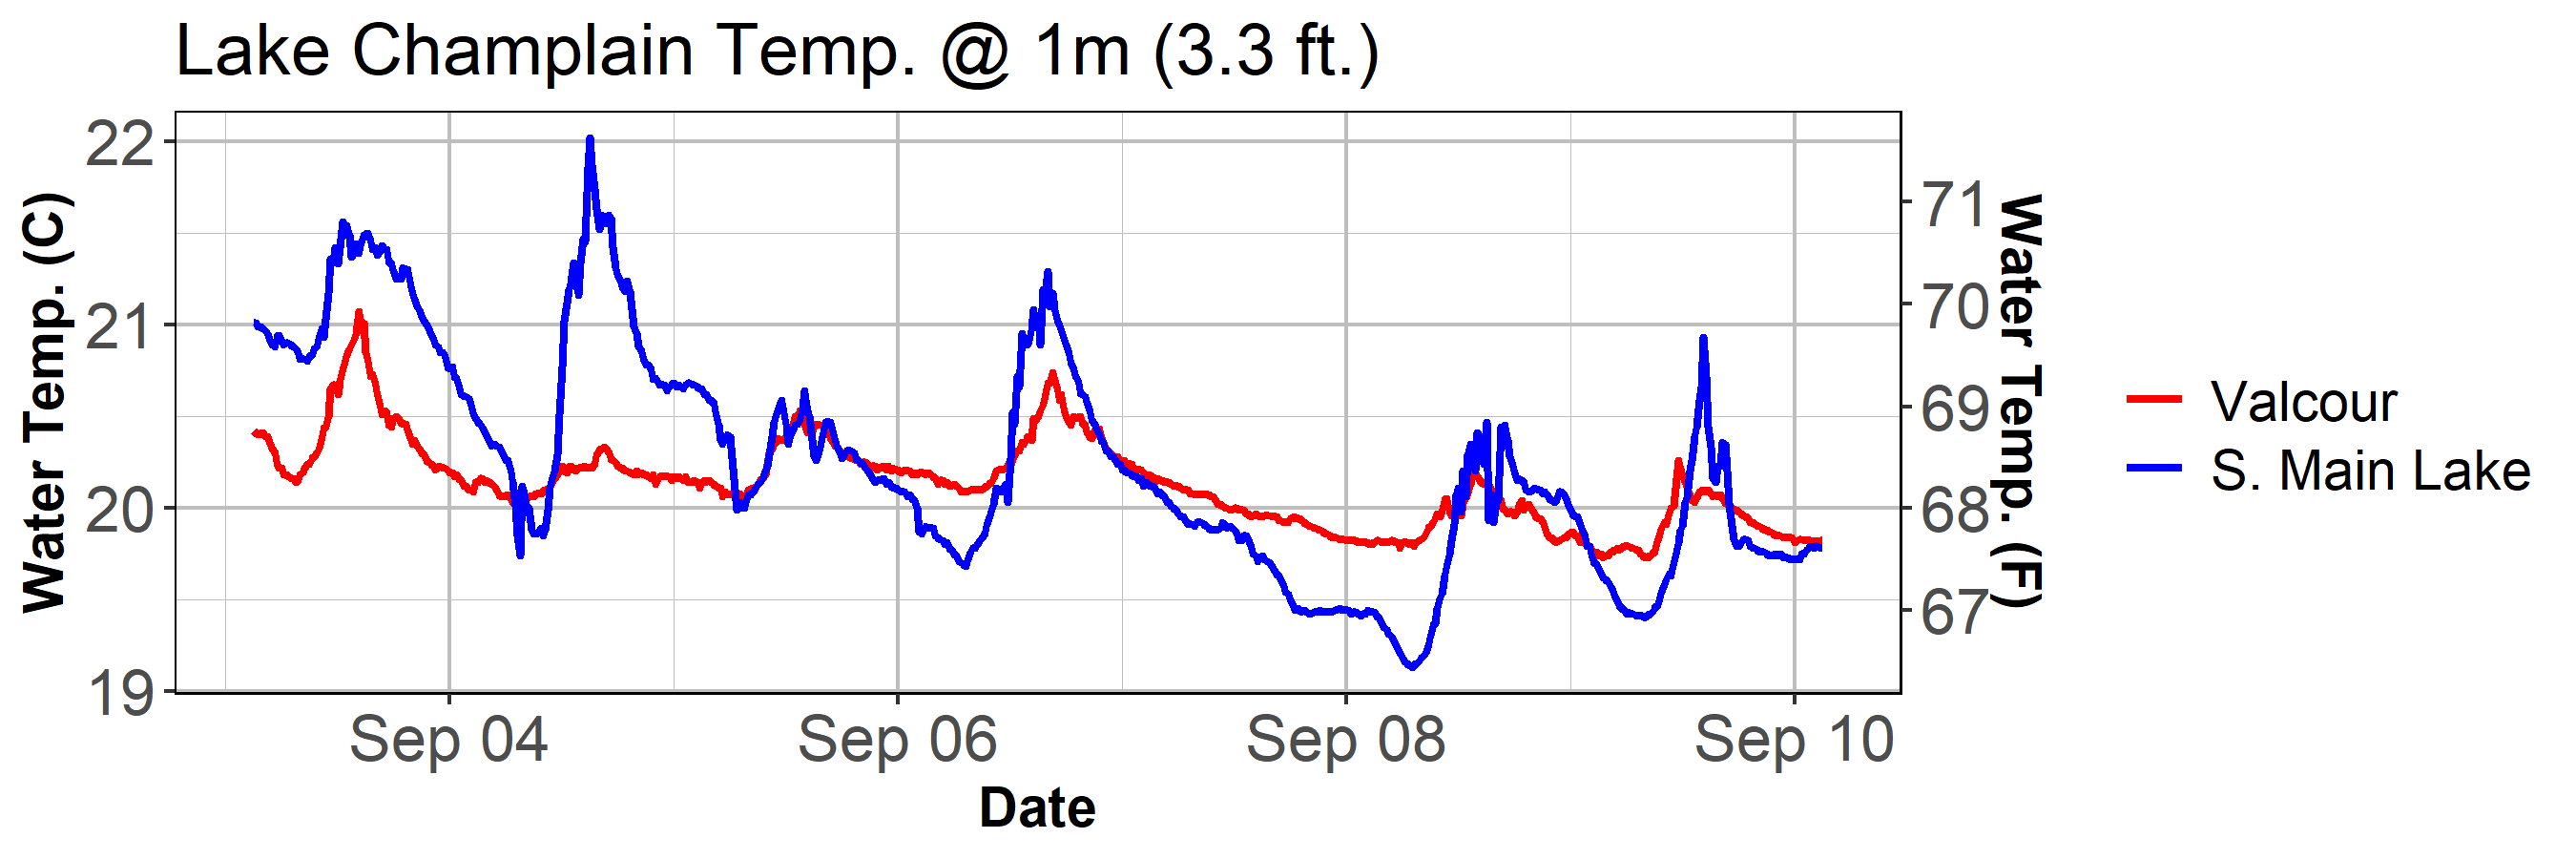 Lake Champlain Temp. @ 1m (3.3 ft.)
Water Temp. (C)
22
21
20
19
71
70
69
68
67
Water Temp. (F)
Sep 04
Sep 06
Sep 08
Sep 10
Date
Valcour
S. Main Lake